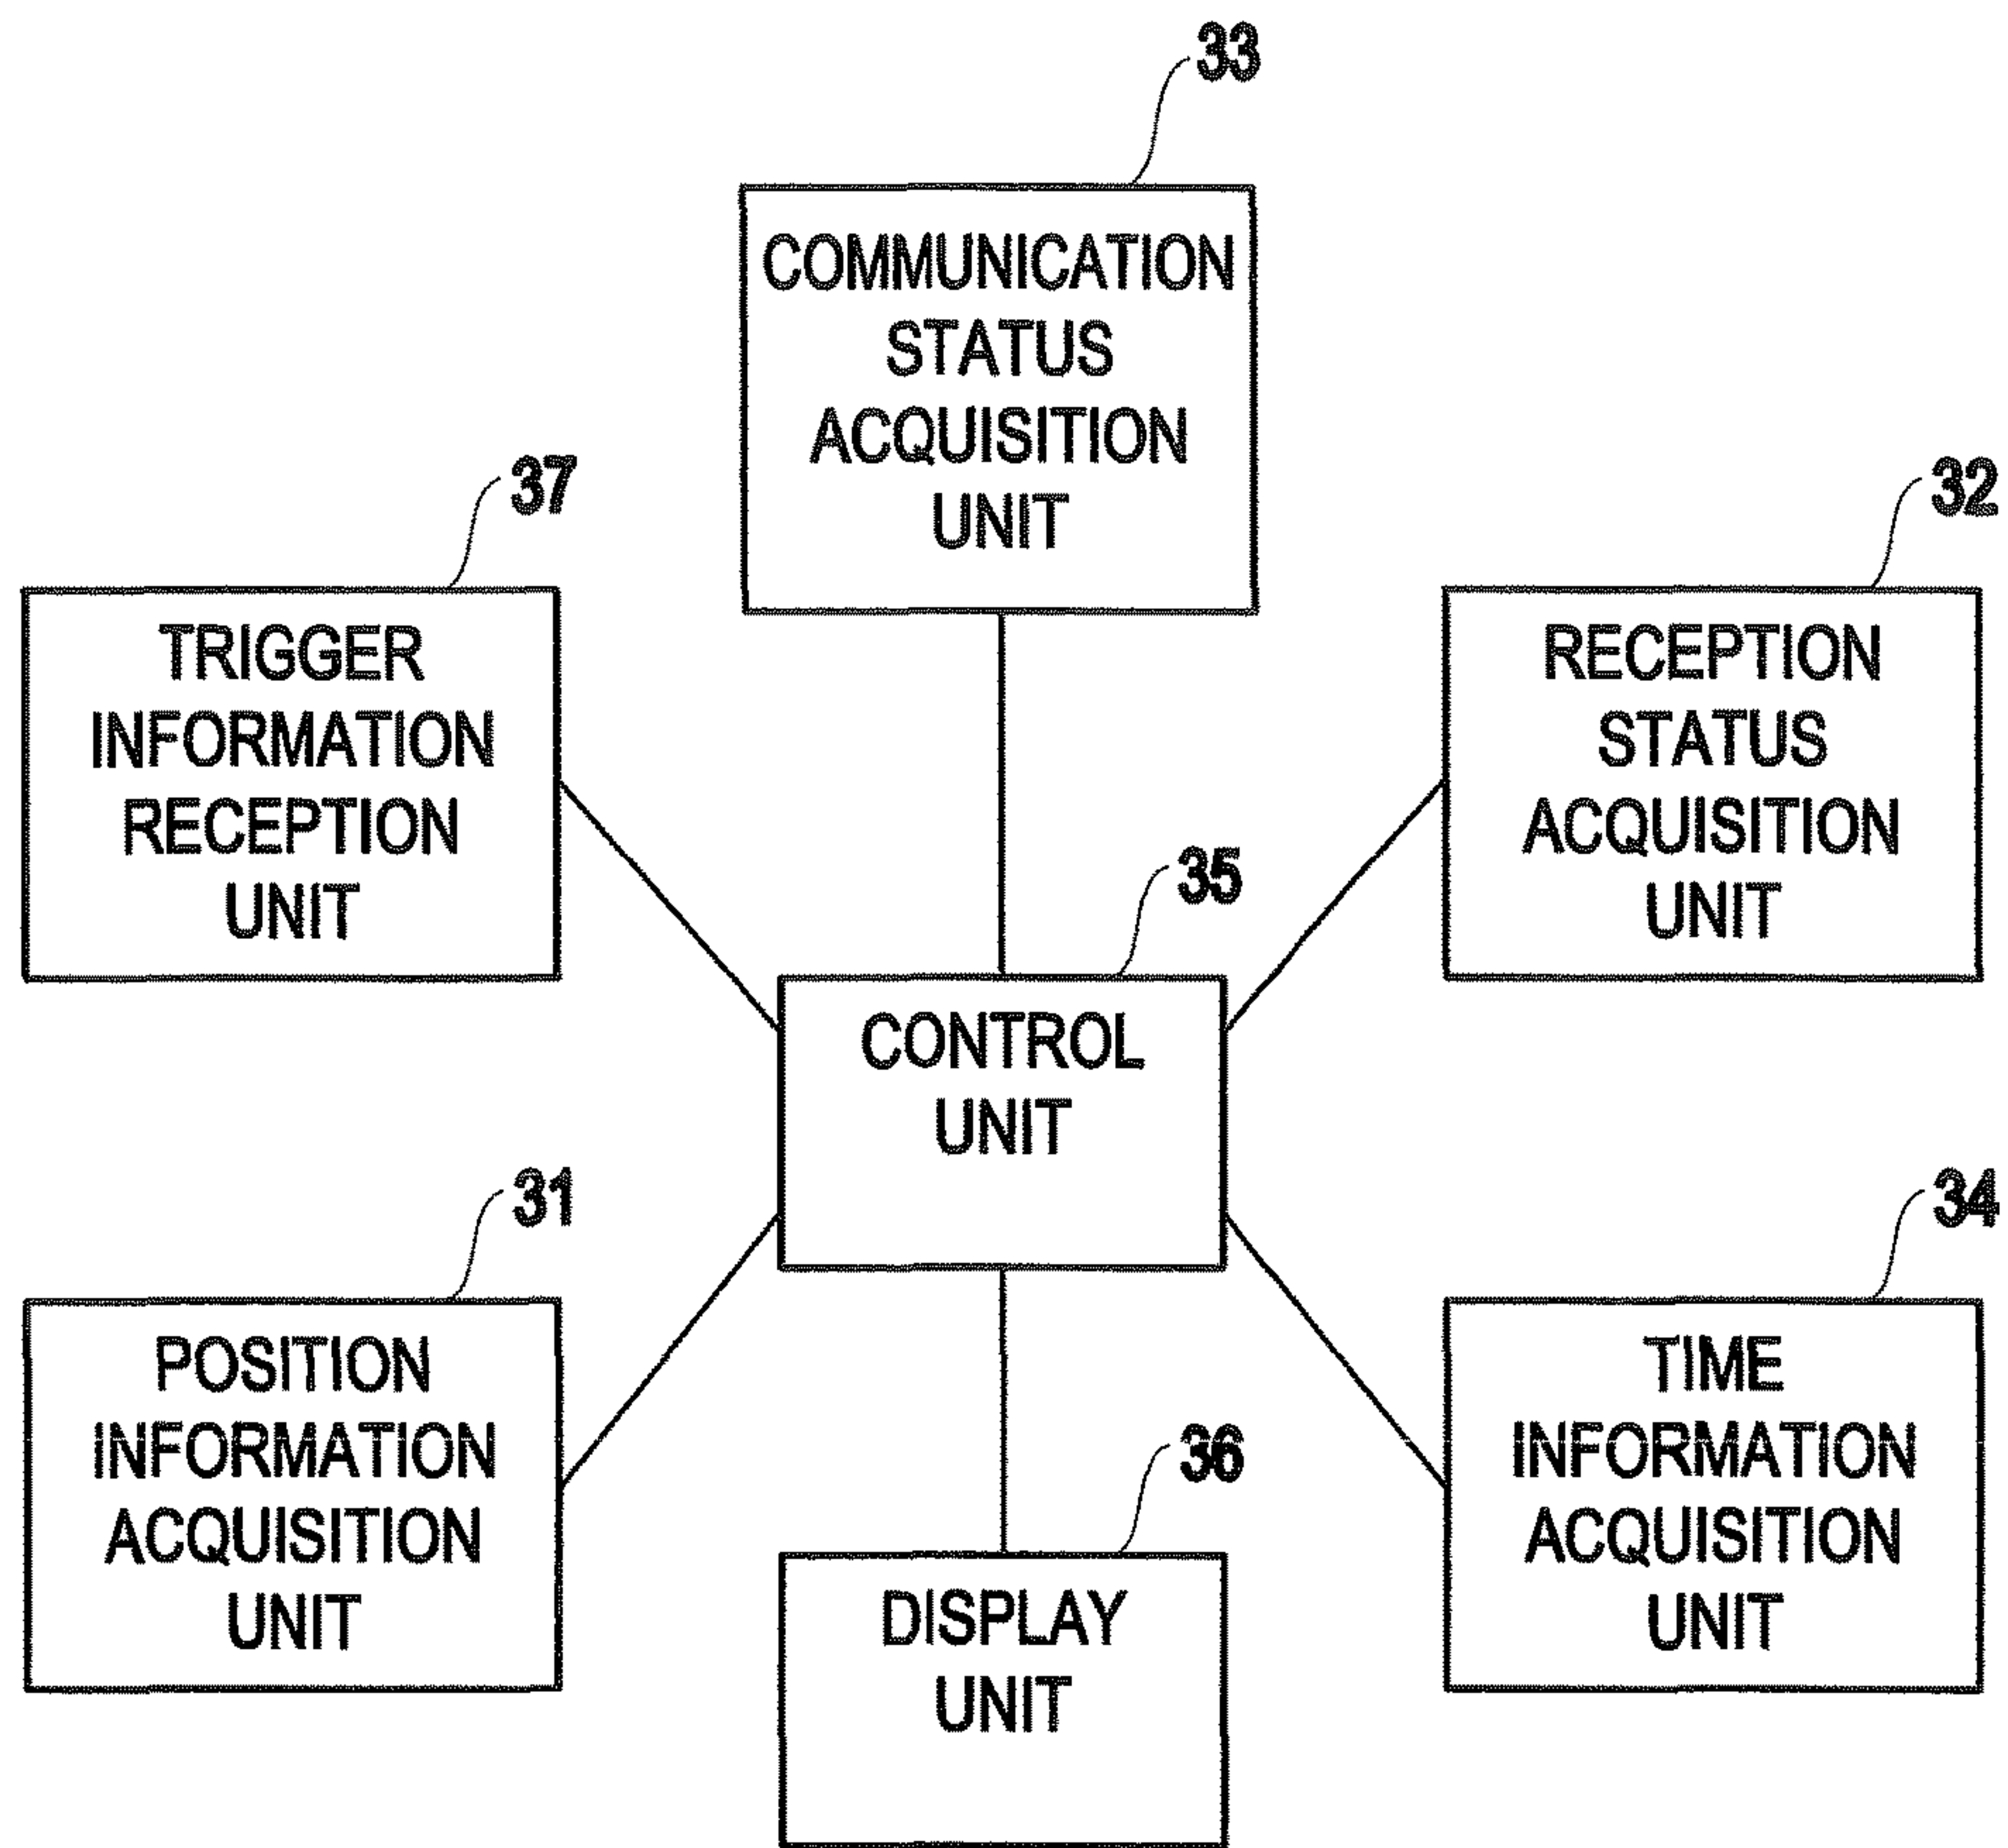 33
COMMUNICATION
STATUS
ACQUISITION
UNIT
37
TRIGGER
INFORMATION
RECEPTION
UNIT
32
RECEPTION
STATUS
ACQUISITION
UNIT
35
CONTROL
UNIT
31
POSITION
INFORMATION
ACQUISITION
UNIT
34
TIME
INFORMATION
ACQUISITION
UNIT
36
DISPLAY
UNIT